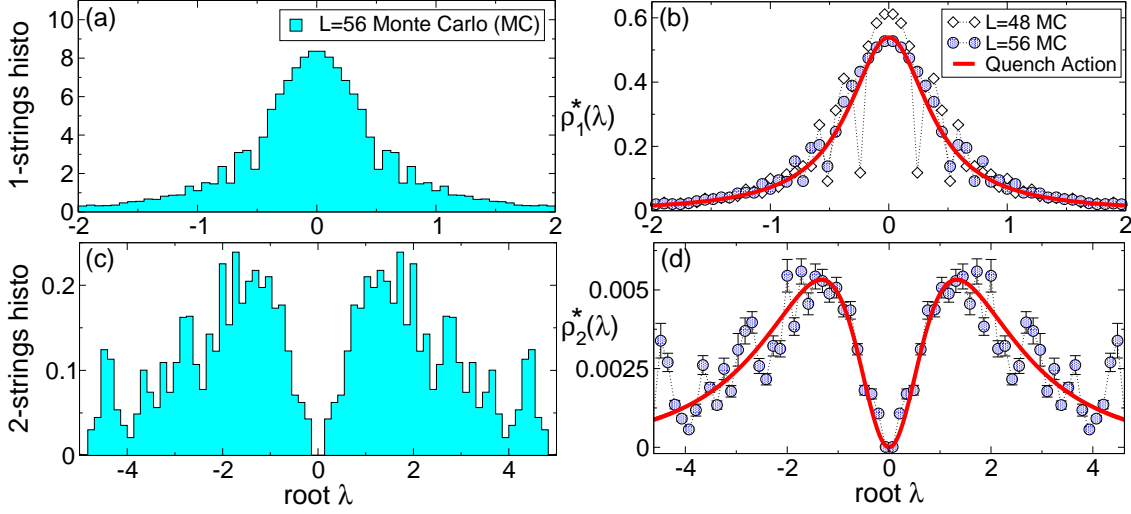 (a)
L=56 Monte Carlo (MC)
1-strings histo
10
8
6
4
2
0
-2
-1
0
1
2
(b)
L=48 MC
L=56 MC
Quench Action
ρ₁*(λ)
0.6
0.4
0.2
0
-2
-1
0
1
2
(c)
2-strings histo
0.2
0.1
0
-4
-2
0
2
4
root λ
(d)
ρ₂*(λ)
0.005
0.0025
0
-4
-2
0
2
4
root λ